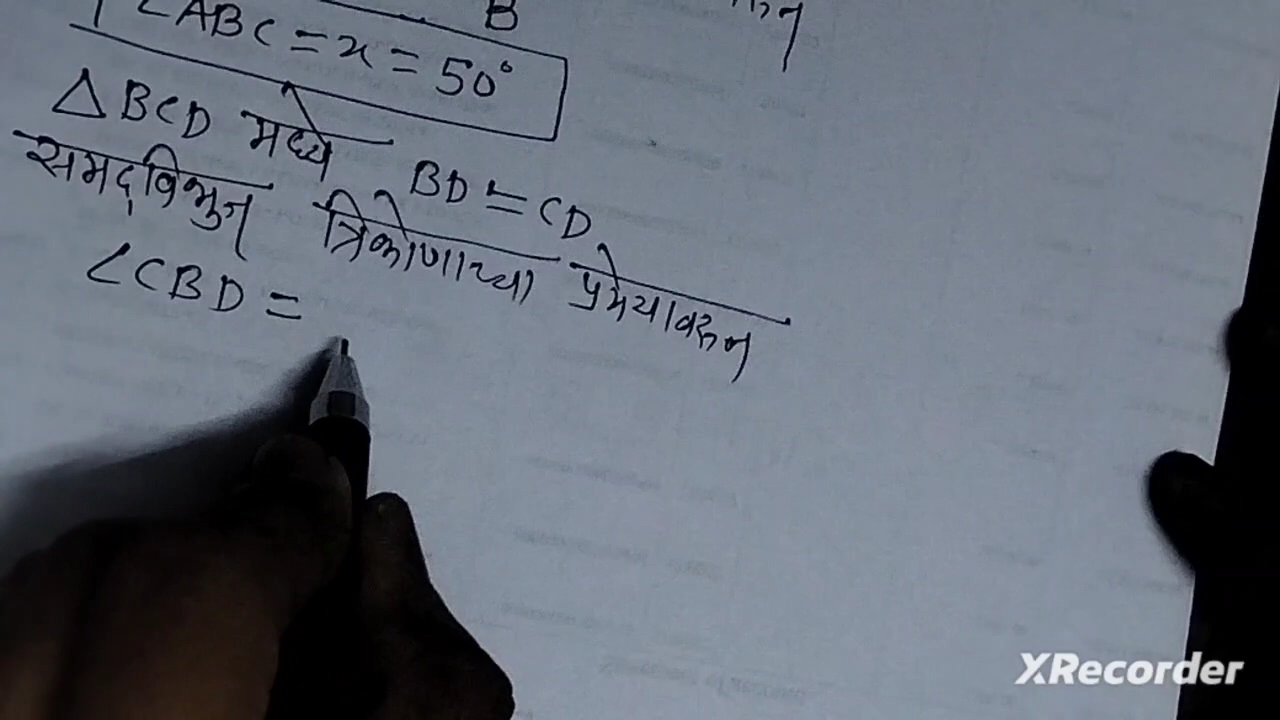 ∠ABC = x = 50°
B
△BCD मध्ये BD = CD
समद्विभुज त्रिकोणाच्या प्रमेयावरून
∠CBD =
XRecorder